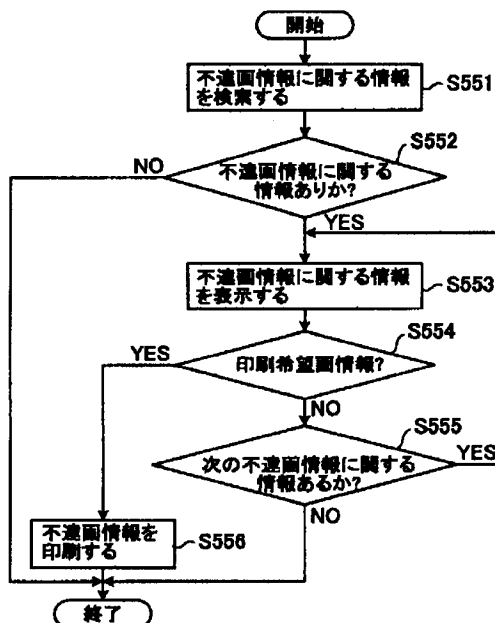 開始
不達画情報に関する情報
を検索する
S551
S552
NO
不達画情報に関する
情報ありか?
YES
不達画情報に関する情報
を表示する
S553
S554
YES
印刷希望画情報?
NO
S555
次の不達画情報に関する
情報あるか?
YES
NO
不達画情報を
印刷する
S556
終了